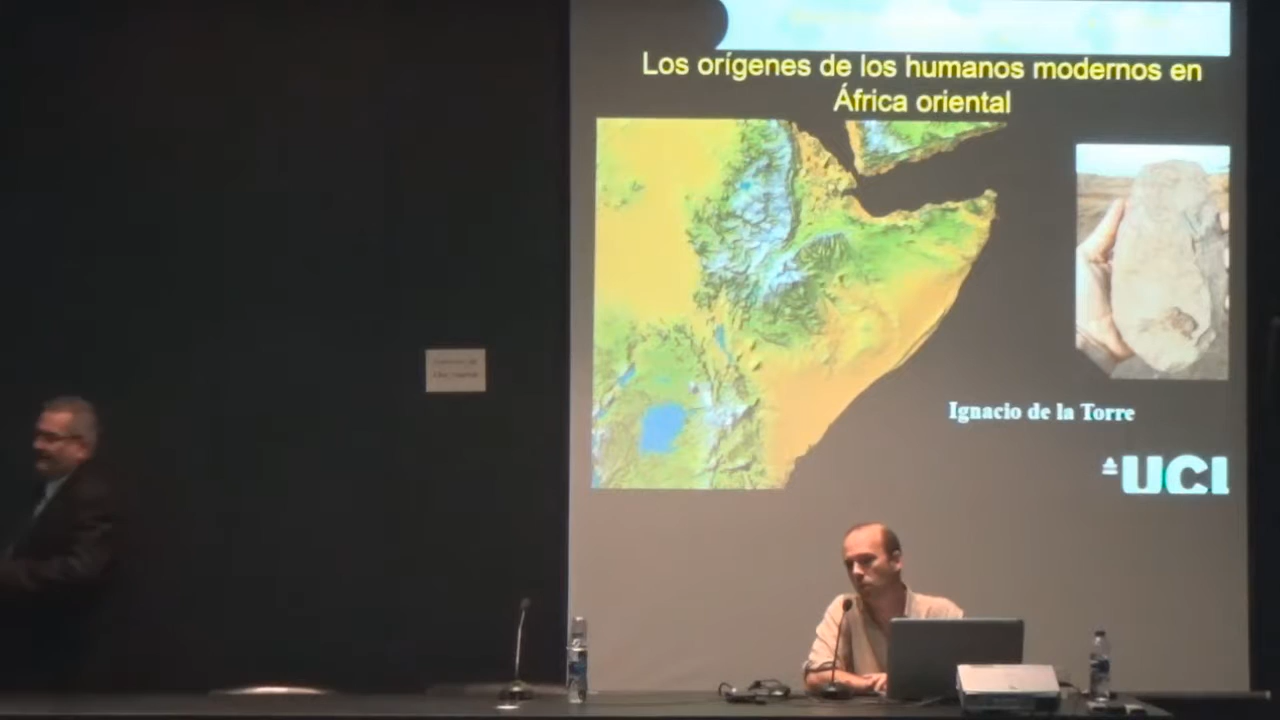 Los orígenes de los humanos modernos en
África oriental
Ignacio de la Torre
UCL